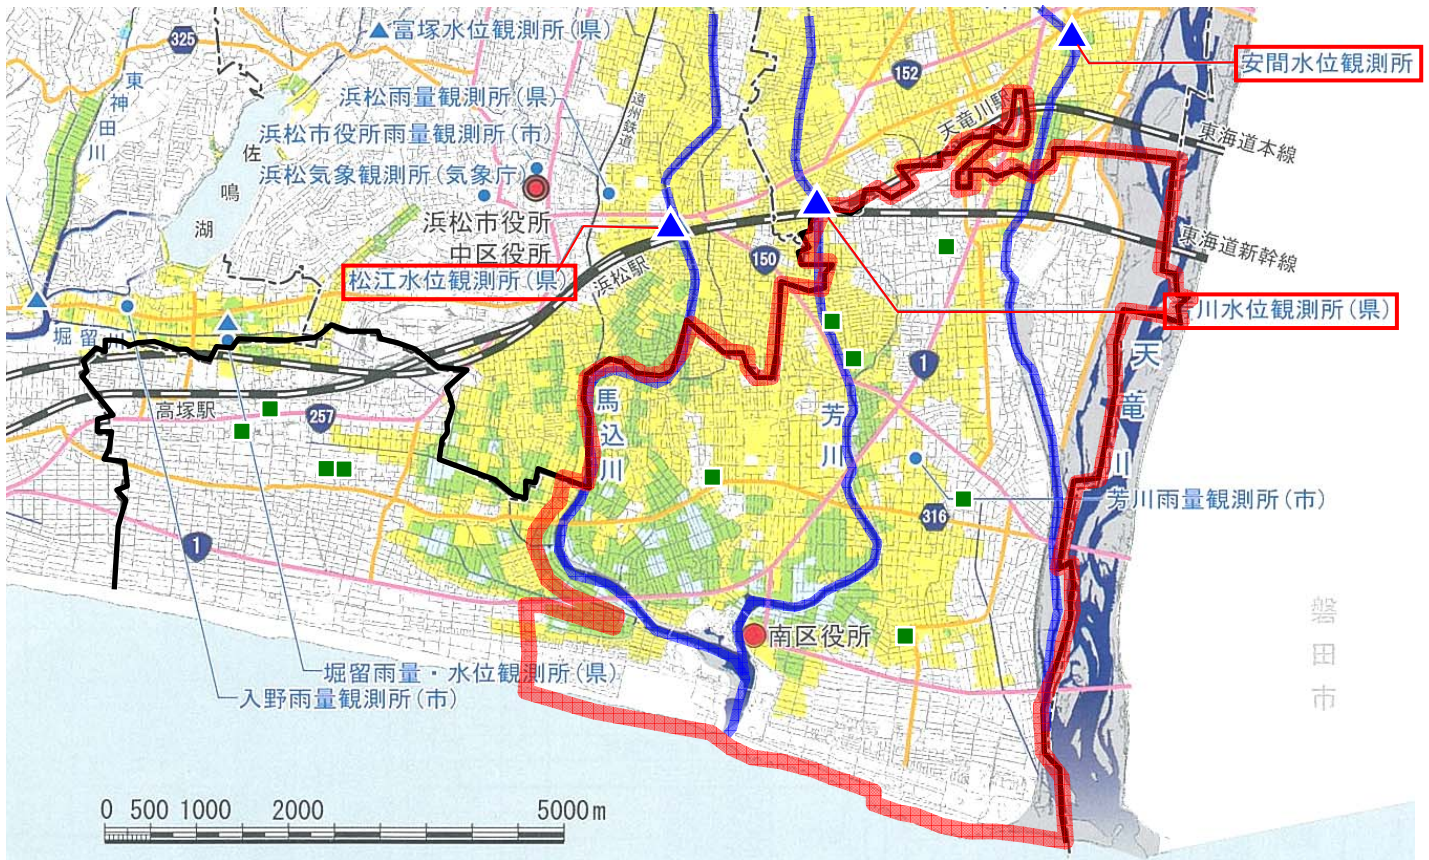 富塚水位観測所(県)
325
安間水位観測所
152
東神田川
浜松雨量観測所(県)
遠州鉄道
天竜川駅
浜松市役所雨量観測所(市)
東海道本線
佐鳴湖
浜松気象観測所(気象庁)
浜松市役所
中区役所
150
東海道新幹線
松江水位観測所(県)
浜松駅
川水位観測所(県)
堀留川
天竜川
1
高塚駅
257
馬込川
芳川
316
芳川雨量観測所(市)
1
磐田市
南区役所
堀留雨量・水位観測所(県)
入野雨量観測所(市)
0 500 1000 2000 5000m